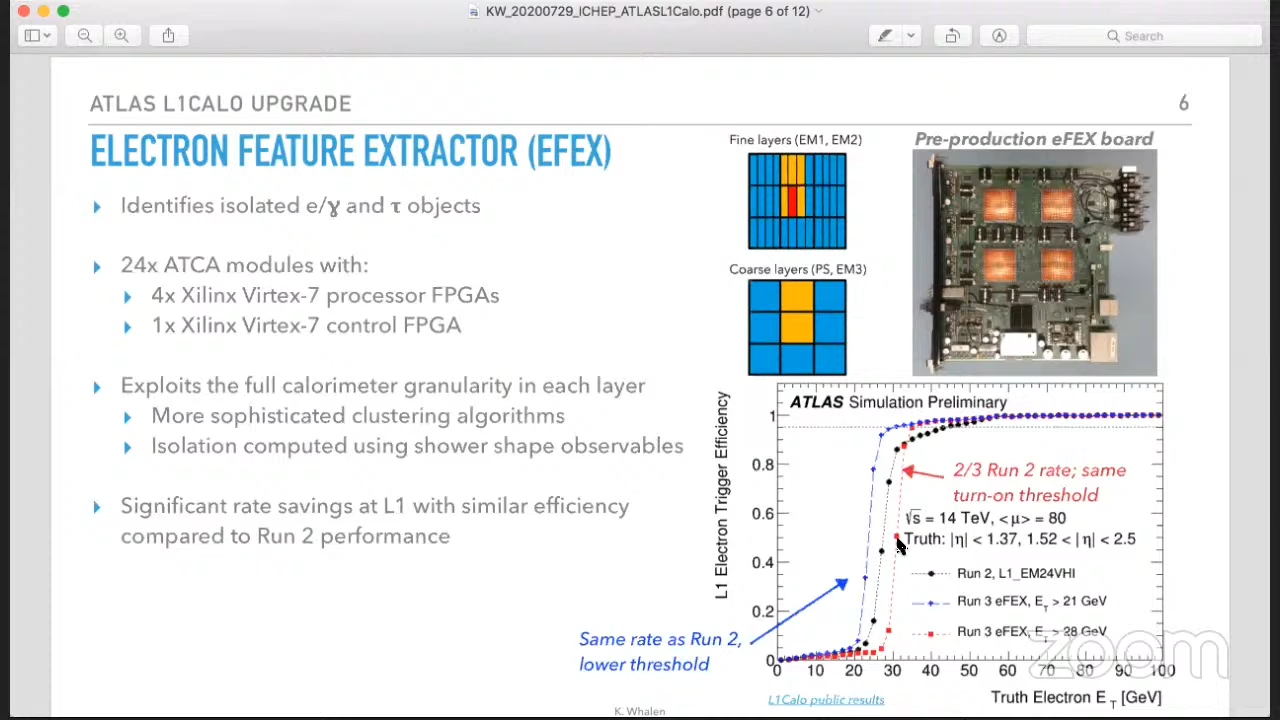 KW_20200729_ICHEP_ATLASL1Calo.pdf (page 6 of 12)
Search
ATLAS L1CALO UPGRADE
6
ELECTRON FEATURE EXTRACTOR (EFEX)
Identifies isolated e/γ and τ objects
24x ATCA modules with:
4x Xilinx Virtex-7 processor FPGAs
1x Xilinx Virtex-7 control FPGA
Exploits the full calorimeter granularity in each layer
More sophisticated clustering algorithms
Isolation computed using shower shape observables
Significant rate savings at L1 with similar efficiency
compared to Run 2 performance
Fine layers (EM1, EM2)
Coarse layers (PS, EM3)
Pre-production eFEX board
L1 Electron Trigger Efficiency
ATLAS Simulation Preliminary
1
0.8
0.6
0.4
0.2
0
2/3 Run 2 rate; same
turn-on threshold
√s = 14 TeV, <μ> = 80
Truth: |η| < 1.37, 1.52 < |η| < 2.5
Run 2, L1_EM24VHI
Run 3 eFEX, E_T > 21 GeV
Run 3 eFEX, E_T > 28 GeV
0 10 20 30 40 50 60 70 80 90 100
Truth Electron E_T [GeV]
Same rate as Run 2,
lower threshold
L1Calo public results
K. Whalen
zoom